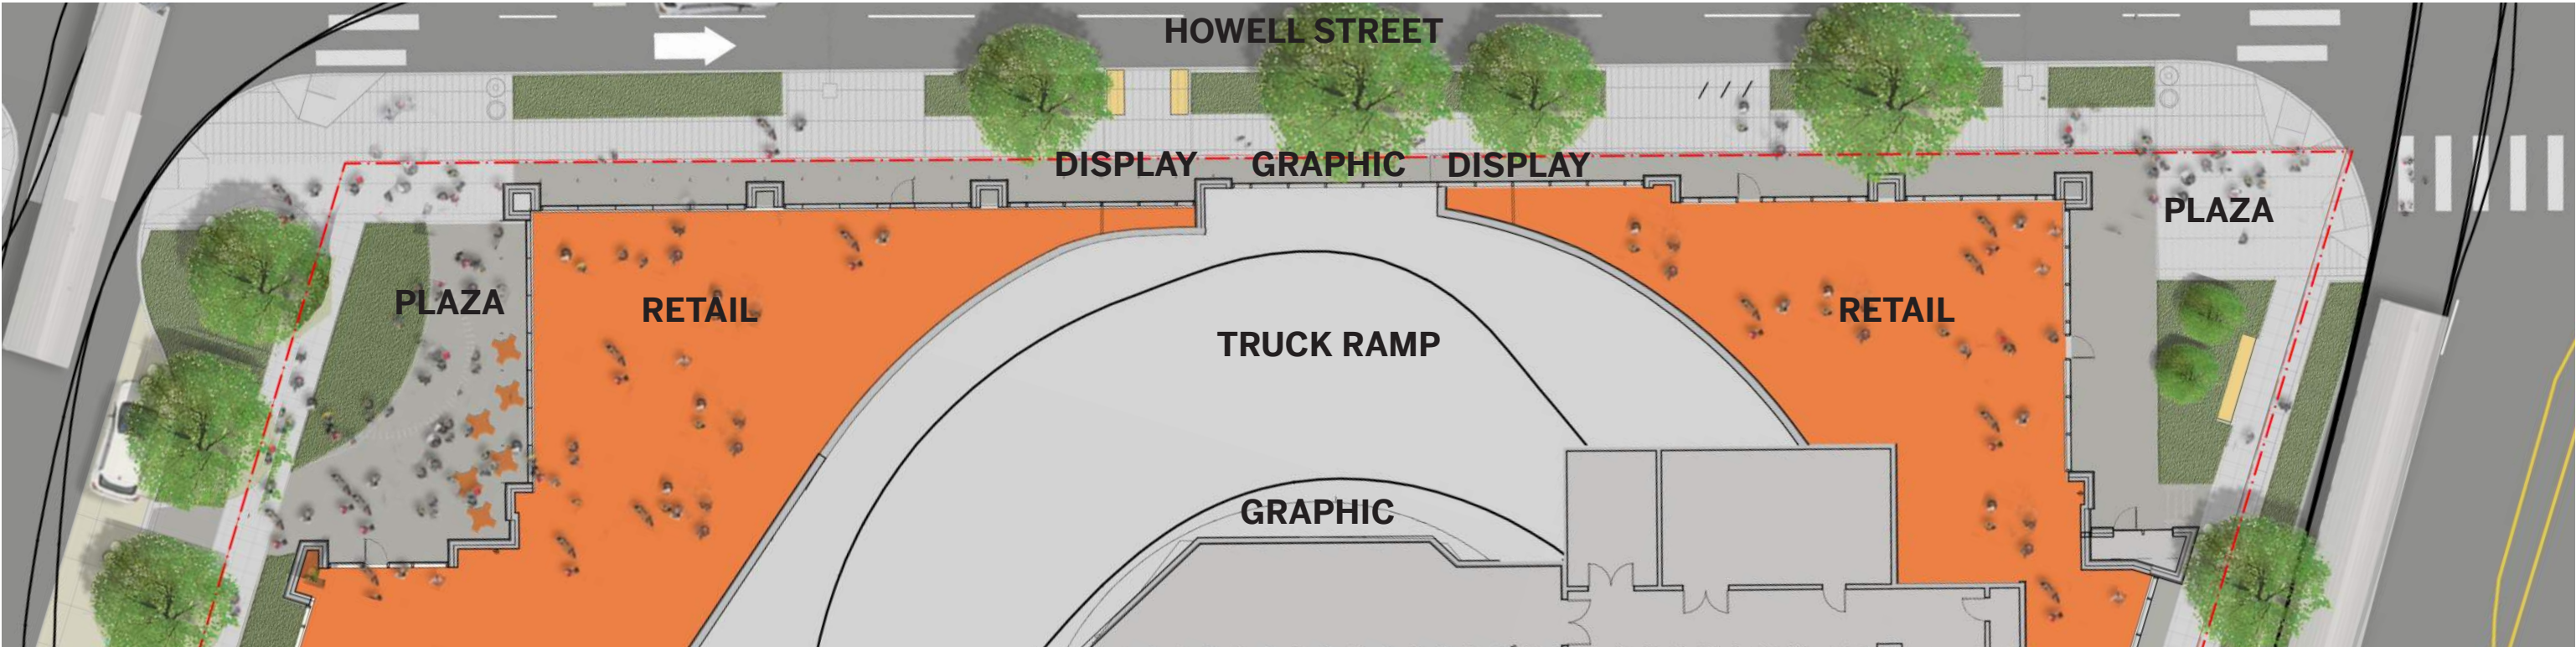 HOWELL STREET
DISPLAY GRAPHIC DISPLAY
PLAZA
PLAZA
RETAIL
RETAIL
TRUCK RAMP
GRAPHIC